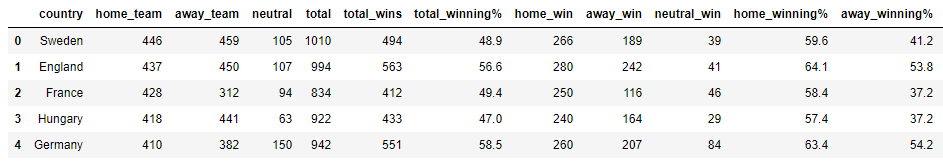 country home_team away_team neutral total total_wins total_winning% home_win away_win neutral_win home_winning% away_winning%
0 Sweden 446 459 105 1010 494 48.9 266 189 39 59.6 41.2
1 England 437 450 107 994 563 56.6 280 242 41 64.1 53.8
2 France 428 312 94 834 412 49.4 250 116 46 58.4 37.2
3 Hungary 418 441 63 922 433 47.0 240 164 29 57.4 37.2
4 Germany 410 382 150 942 551 58.5 260 207 84 63.4 54.2